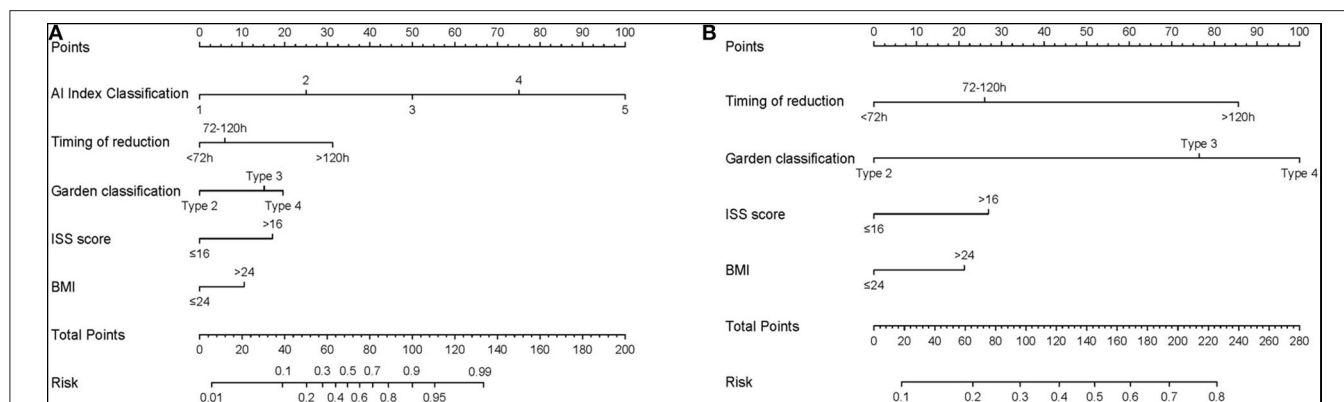 A
Points
0 10 20 30 40 50 60 70 80 90 100
2 4
AI Index Classification
1 3 5
72-120h
Timing of reduction
<72h >120h
Type 3
Garden classification
Type 2 Type 4
>16
ISS score
≤16
>24
BMI
≤24
Total Points
0 20 40 60 80 100 120 140 160 180 200
0.1 0.3 0.5 0.7 0.9 0.99
Risk
0.01 0.2 0.4 0.6 0.8 0.95
B
Points
0 10 20 30 40 50 60 70 80 90 100
72-120h
Timing of reduction
<72h >120h
Type 3
Garden classification
Type 2 Type 4
>16
ISS score
≤16
>24
BMI
≤24
Total Points
0 20 40 60 80 100 120 140 160 180 200 220 240 260 280
Risk
0.1 0.2 0.3 0.4 0.5 0.6 0.7 0.8